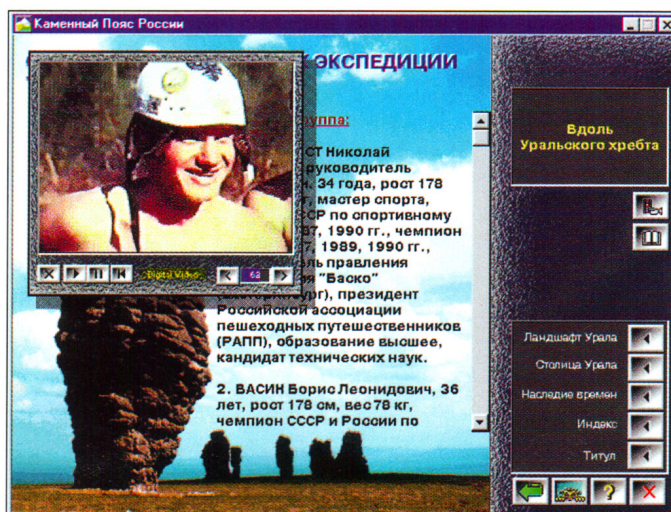 Каменный Пояс России
К ЭКСПЕДИЦИИ
уппа:
СТ Николай
руководитель
34 года, рост 178
мастер спорта,
СР по спортивному
7, 1990 гг., чемпион
7, 1989, 1990 гг.,
ль правления
я "Баско"
рг), президент
Российской ассоциации
пешеходных путешественников
(РАПП), образование высшее,
кандидат технических наук.
2. ВАСИН Борис Леонидович, 36
лет, рост 178 см, вес 78 кг,
чемпион СССР и России по
Digital Video
63
Вдоль
Уральского хребта
Ландшафт Урала
Столица Урала
Наследие времен
Индекс
Титул
?